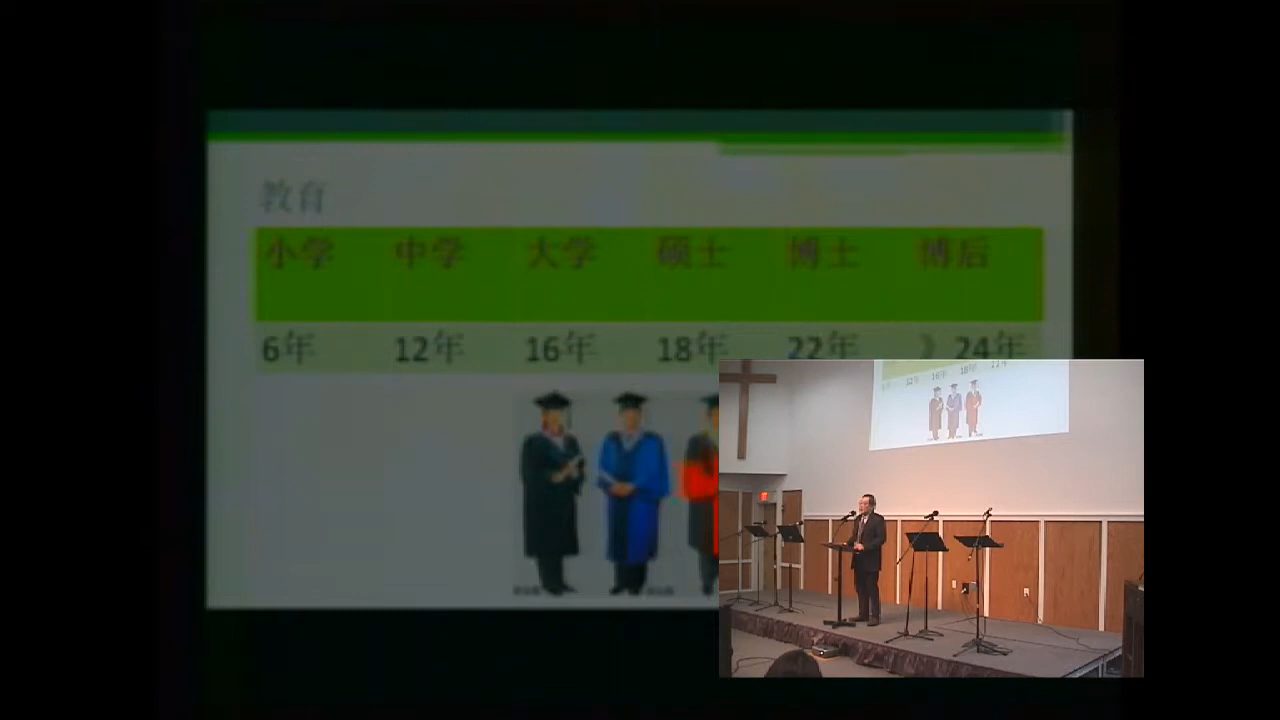 教育
小学 中学 大学 硕士 博士 博后
6年 12年 16年 18年 22年 》24年